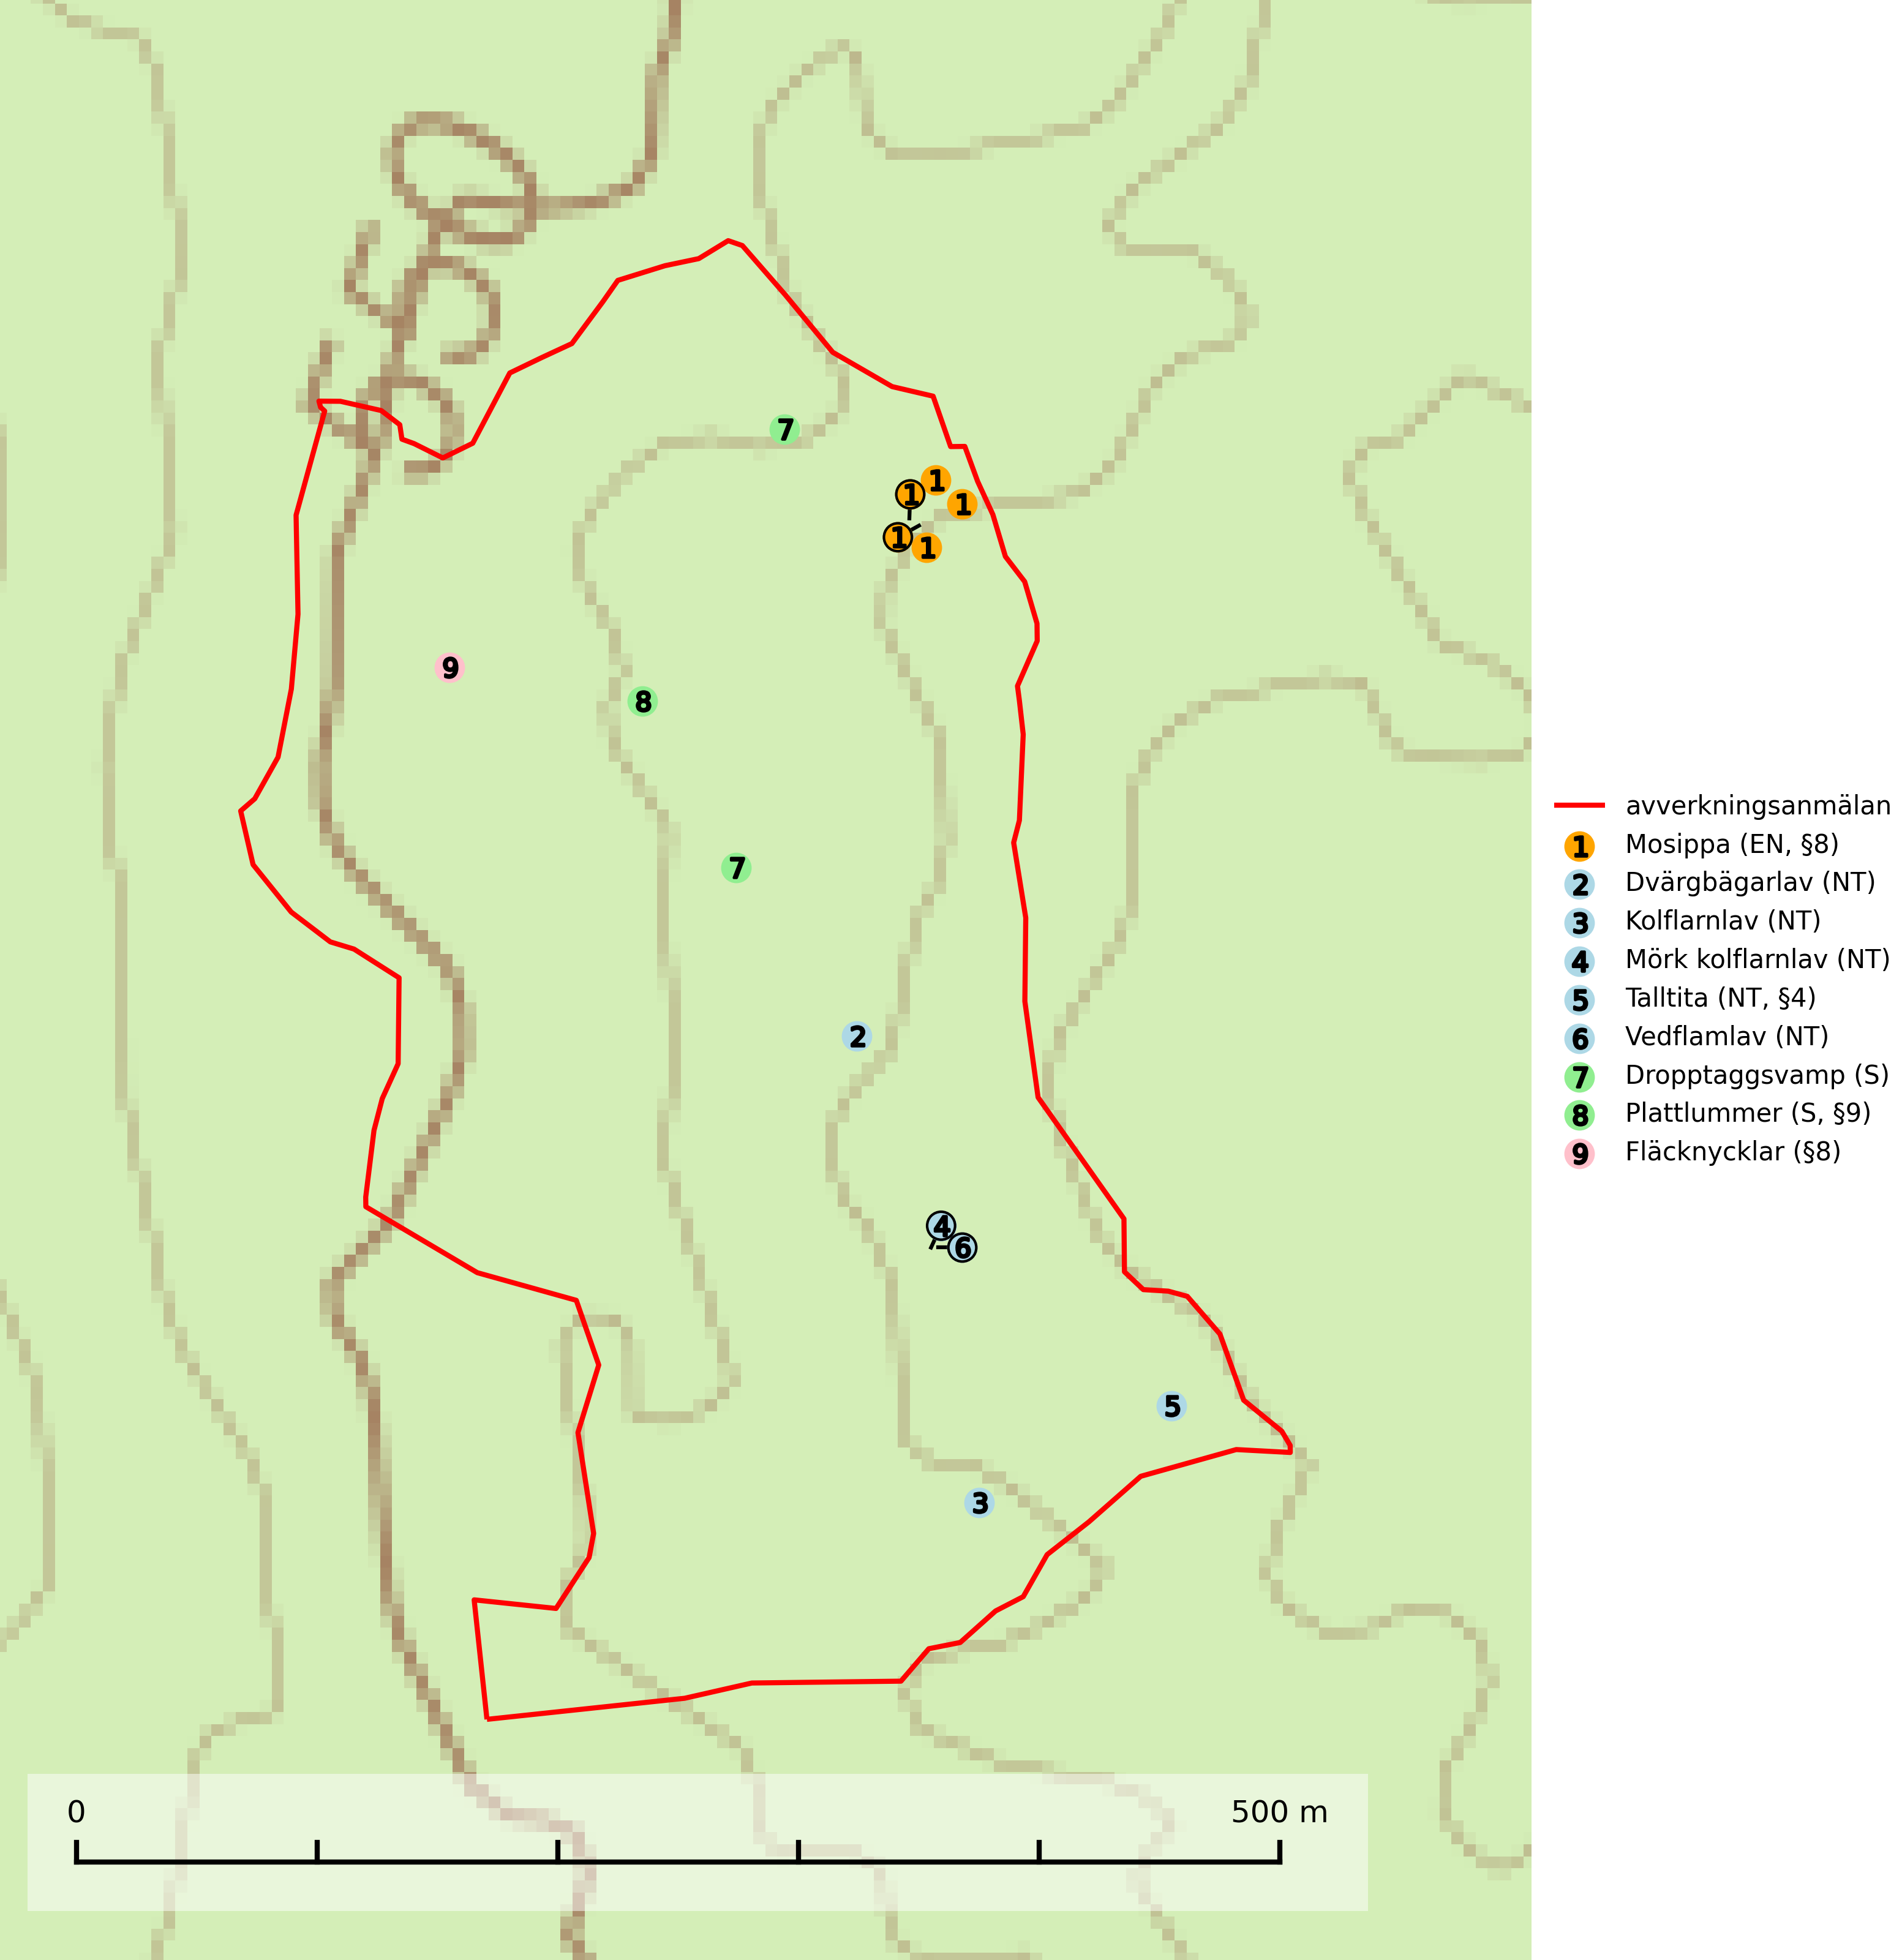 7
1
1
1
1
1
9
8
7
2
4
6
5
3
0
500 m
avverkningsanmälan
1 Mosippa (EN, §8)
2 Dvärgbägarlav (NT)
3 Kolflarnlav (NT)
4 Mörk kolflarnlav (NT)
5 Talltita (NT, §4)
6 Vedflamlav (NT)
7 Dropptaggsvamp (S)
8 Plattlummer (S, §9)
9 Fläcknycklar (§8)